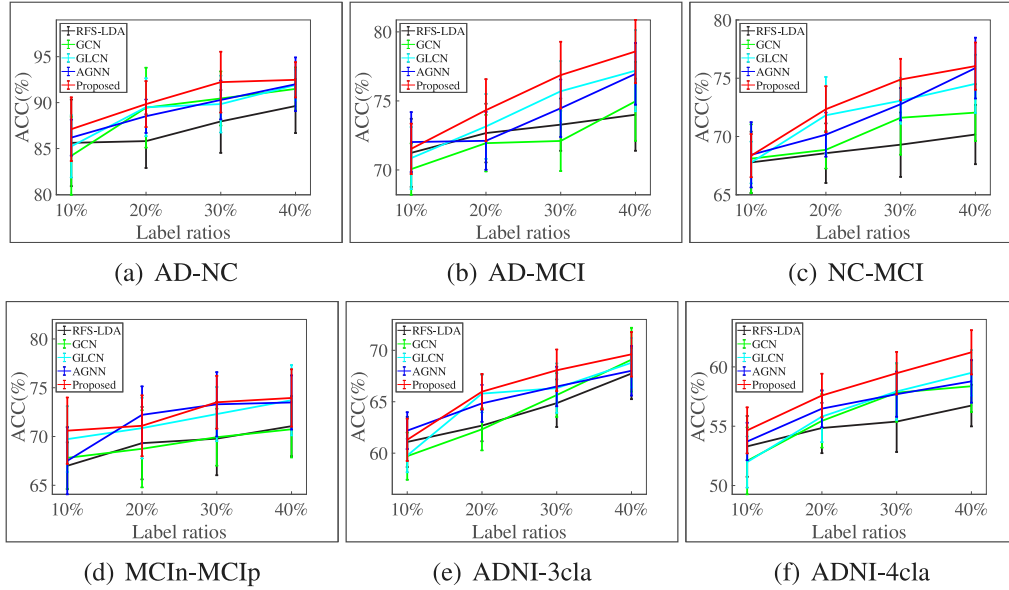 ACC(%)
95
90
85
80
RFS-LDA
GCN
GLCN
AGNN
Proposed
10% 20% 30% 40%
Label ratios
(a) AD-NC
ACC(%)
80
75
70
RFS-LDA
GCN
GLCN
AGNN
Proposed
10% 20% 30% 40%
Label ratios
(b) AD-MCI
ACC(%)
80
75
70
65
RFS-LDA
GCN
GLCN
AGNN
Proposed
10% 20% 30% 40%
Label ratios
(c) NC-MCI
ACC(%)
80
75
70
65
RFS-LDA
GCN
GLCN
AGNN
Proposed
10% 20% 30% 40%
Label ratios
(d) MCIn-MCIp
ACC(%)
70
65
60
RFS-LDA
GCN
GLCN
AGNN
Proposed
10% 20% 30% 40%
Label ratios
(e) ADNI-3cla
ACC(%)
60
55
50
RFS-LDA
GCN
GLCN
AGNN
Proposed
10% 20% 30% 40%
Label ratios
(f) ADNI-4cla